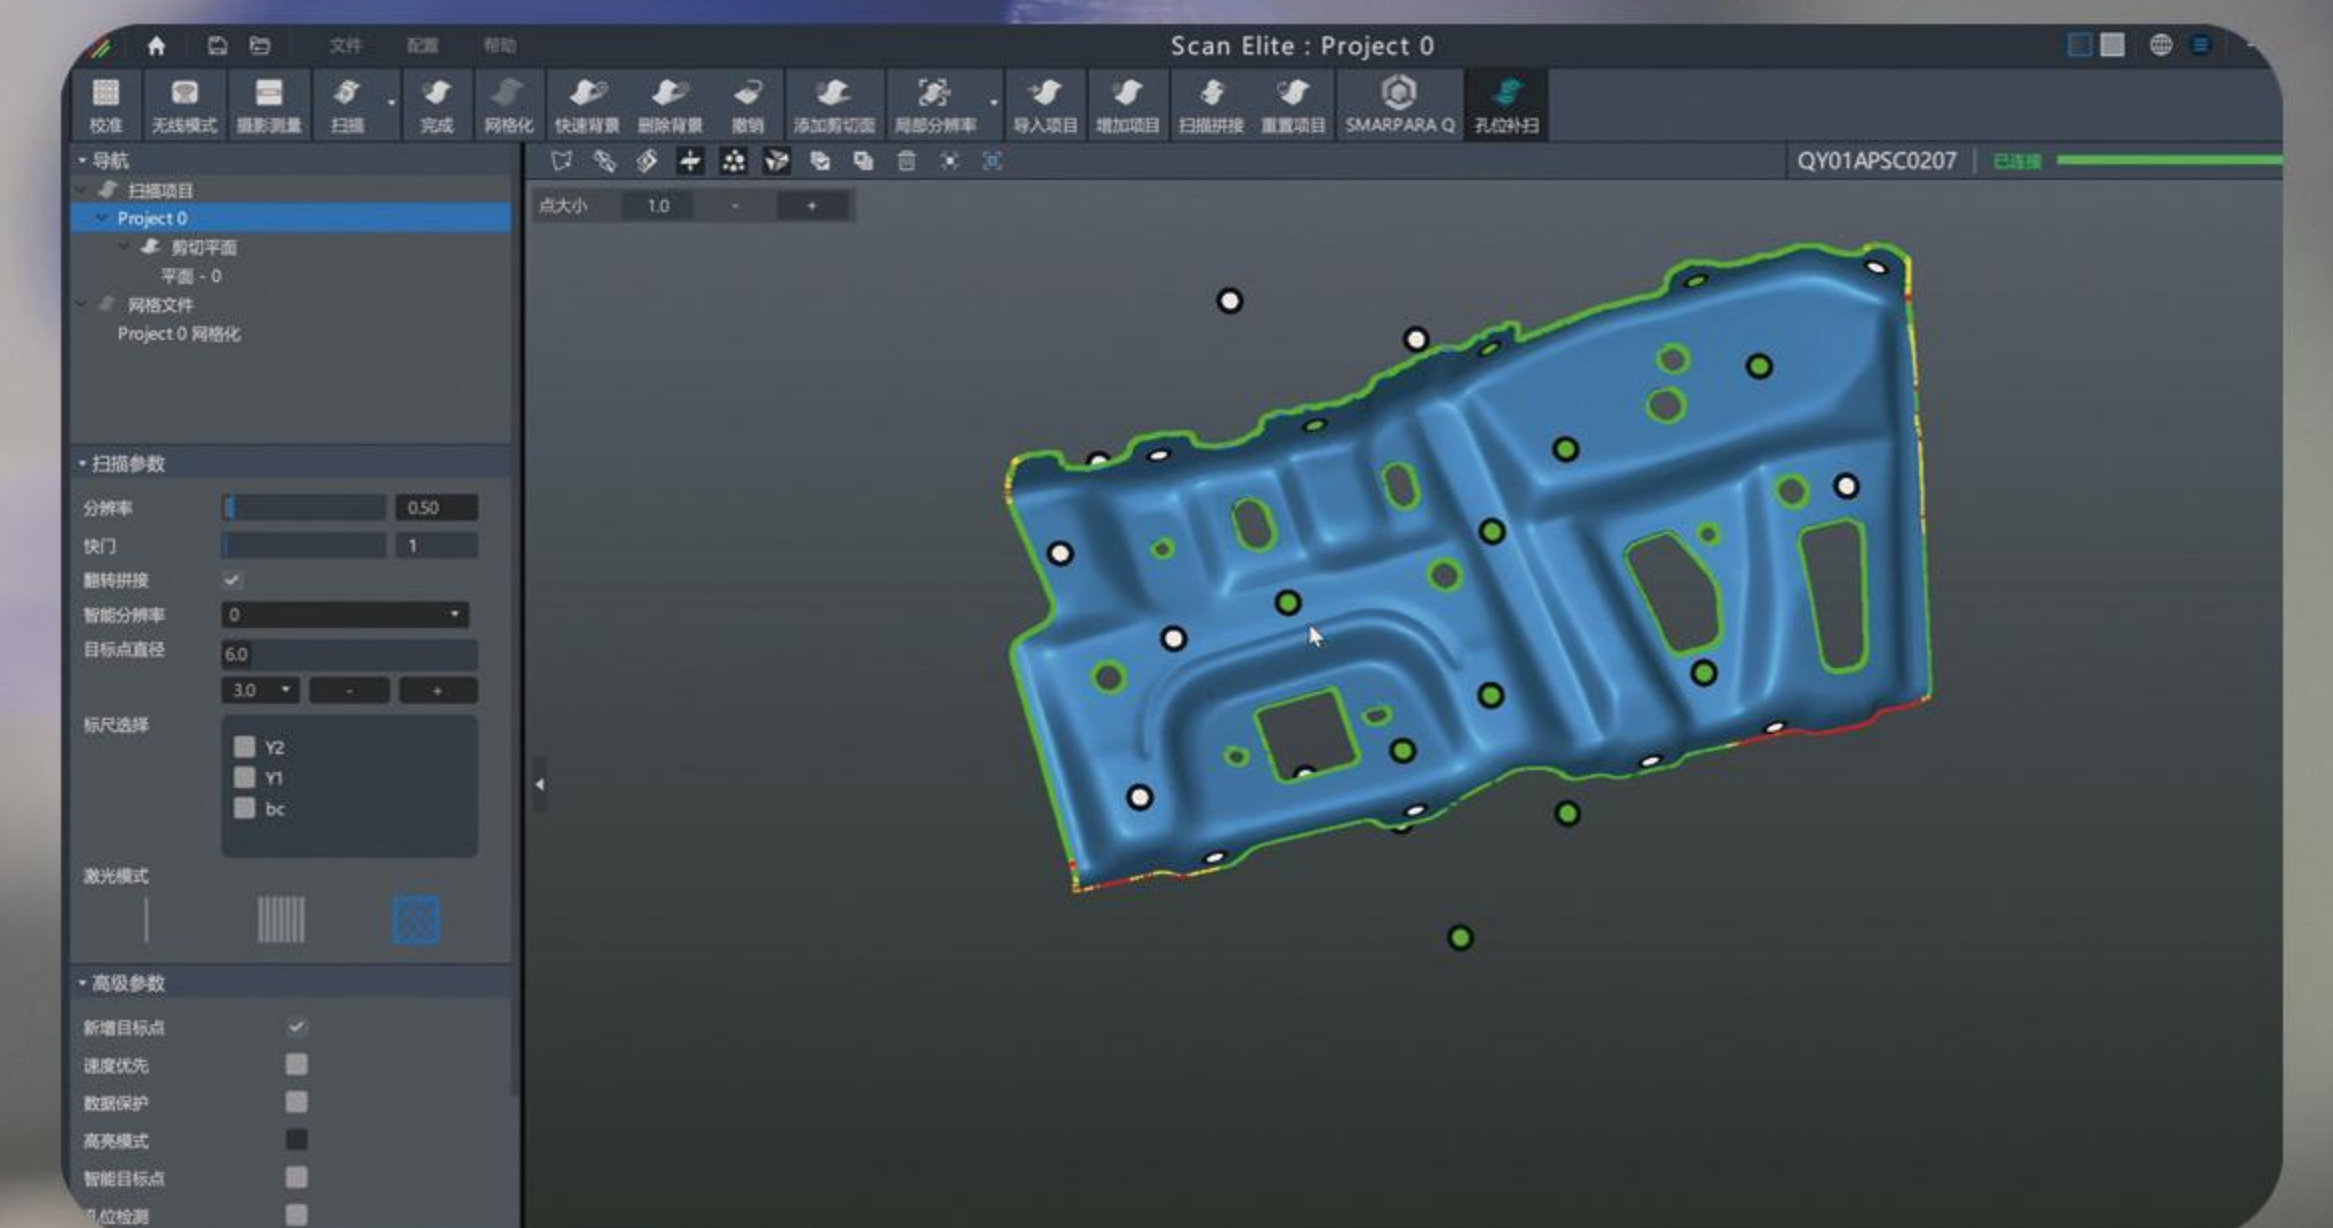 文件 配置 帮助 Scan Elite : Project 0
校准 无线模式 摄影测量 扫描 完成 网格化 快速背景 删除背景 撤销 添加剪切面 局部分辨率 导入项目 增加项目 扫描拼接 重置项目 SMARPARA Q 孔位补扫
导航
QY01APSC0207 已连接
扫描项目
点大小 1.0 - +
Project 0
剪切平面
平面 - 0
网格文件
Project 0 网格化
扫描参数
分辨率 0.50
快门 1
翻转拼接
智能分辨率 0
目标点直径 6.0
3.0 - +
标尺选择
Y2
Y1
bc
激光模式
高级参数
新增目标点
速度优先
数据保护
高亮模式
智能目标点
孔位检测